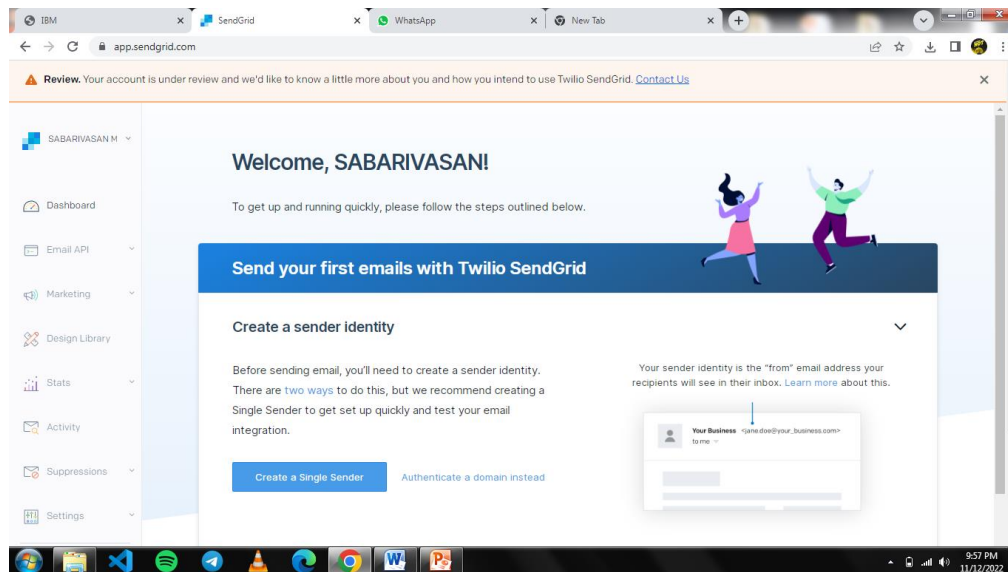 IBM
SendGrid
WhatsApp
New Tab
app.sendgrid.com
Review. Your account is under review and we'd like to know a little more about you and how you intend to use Twilio SendGrid. Contact Us
SABARIVASAN M
Dashboard
Email API
Marketing
Design Library
Stats
Activity
Suppressions
Settings
Welcome, SABARIVASAN!
To get up and running quickly, please follow the steps outlined below.
Send your first emails with Twilio SendGrid
Create a sender identity
Before sending email, you'll need to create a sender identity.
There are two ways to do this, but we recommend creating a
Single Sender to get set up quickly and test your email
integration.
Create a Single Sender
Authenticate a domain instead
Your sender identity is the "from" email address your
recipients will see in their inbox. Learn more about this.
Your Business <jane.doe@your_business.com>
to me
9:57 PM
11/12/2022